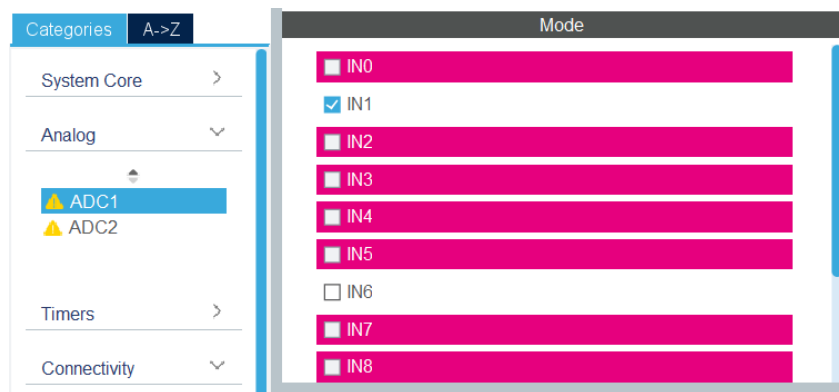 Categories
A->Z
System Core
Analog
ADC1
ADC2
Timers
Connectivity
Mode
IN0
IN1
IN2
IN3
IN4
IN5
IN6
IN7
IN8